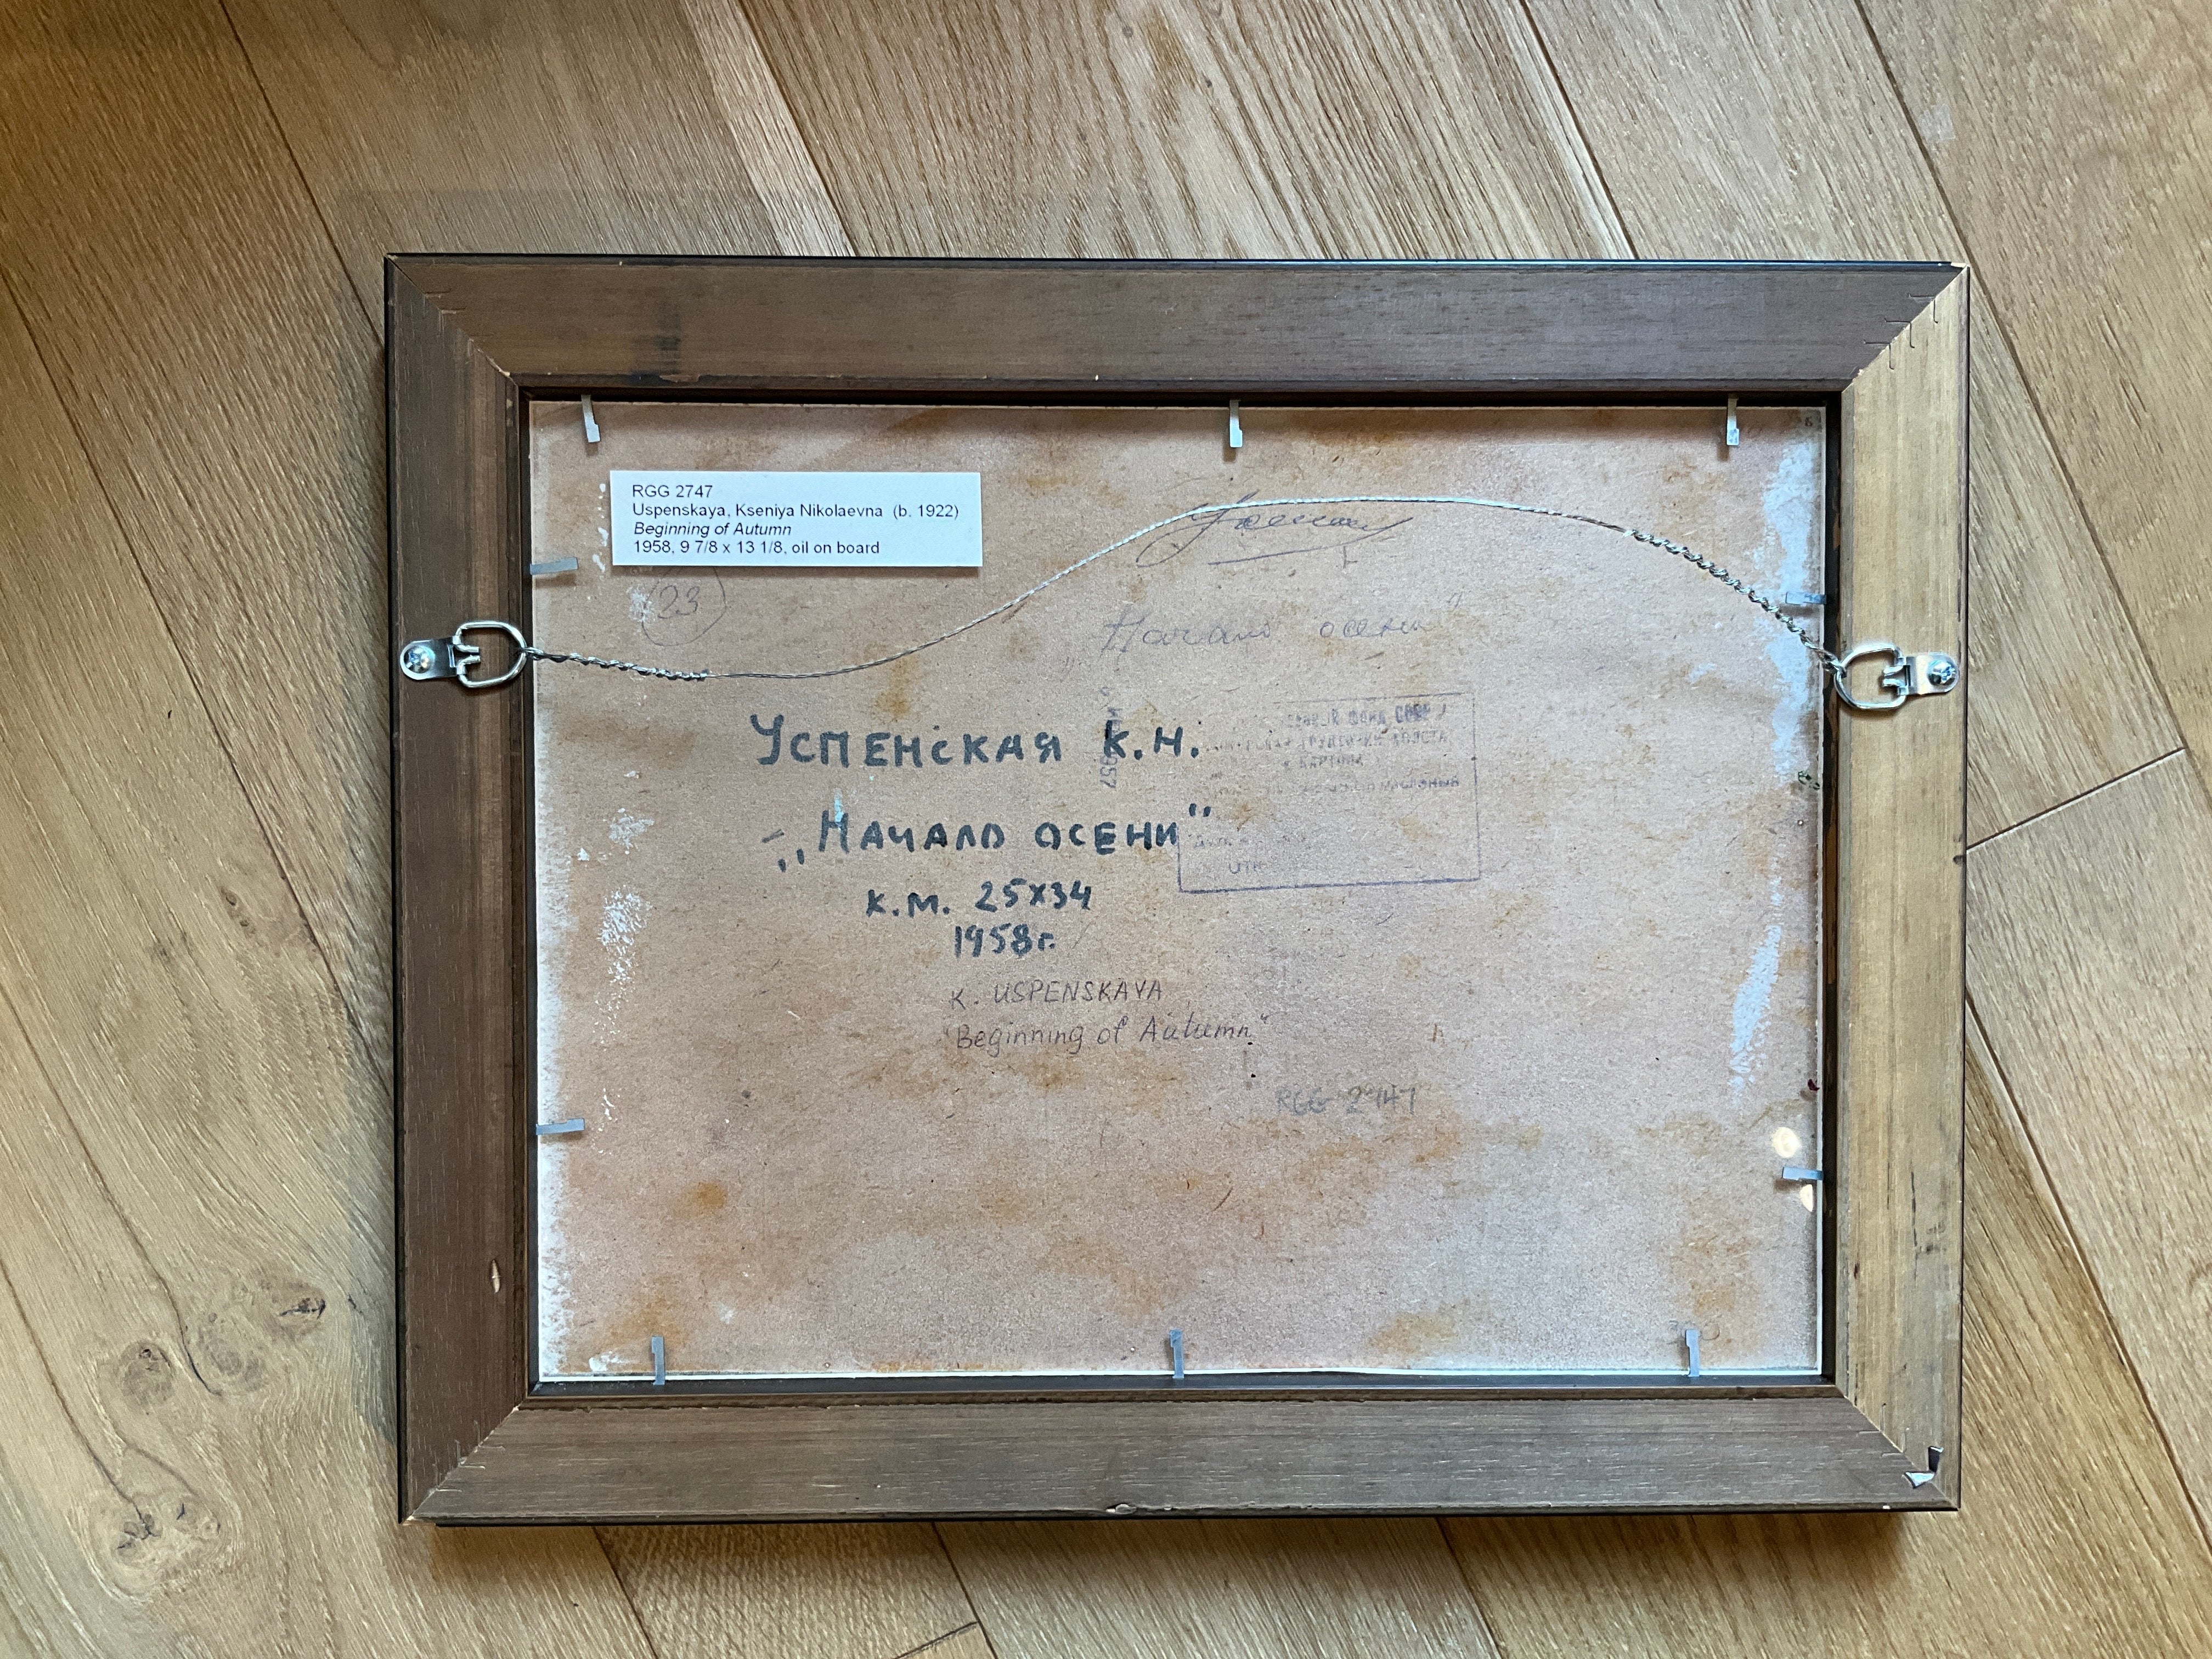 RGG 2747
Uspenskaya, Kseniya Nikolaevna (b. 1922)
Beginning of Autumn
1958, 9 7/8 x 13 1/8, oil on board
23
"Начало осени"
УСПЕНСКАЯ К.Н.
- „НАЧАЛО ОСЕНИ"
К.М. 25х34
1958г.
K. USPENSKAYA
"Beginning of Autumn"
RGG 2747